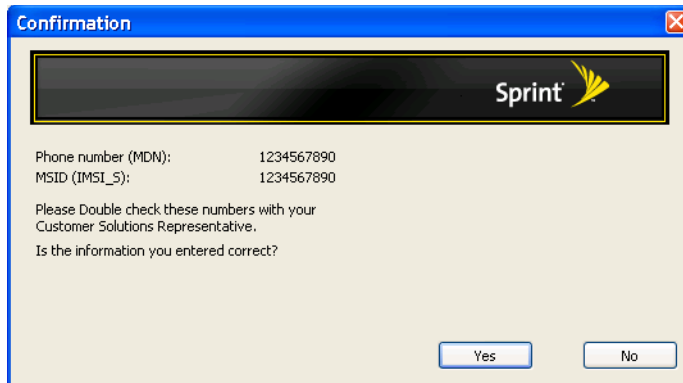 Confirmation
Sprint
Phone number (MDN): 1234567890
MSID (IMSI_S): 1234567890
Please Double check these numbers with your
Customer Solutions Representative.
Is the information you entered correct?
Yes No